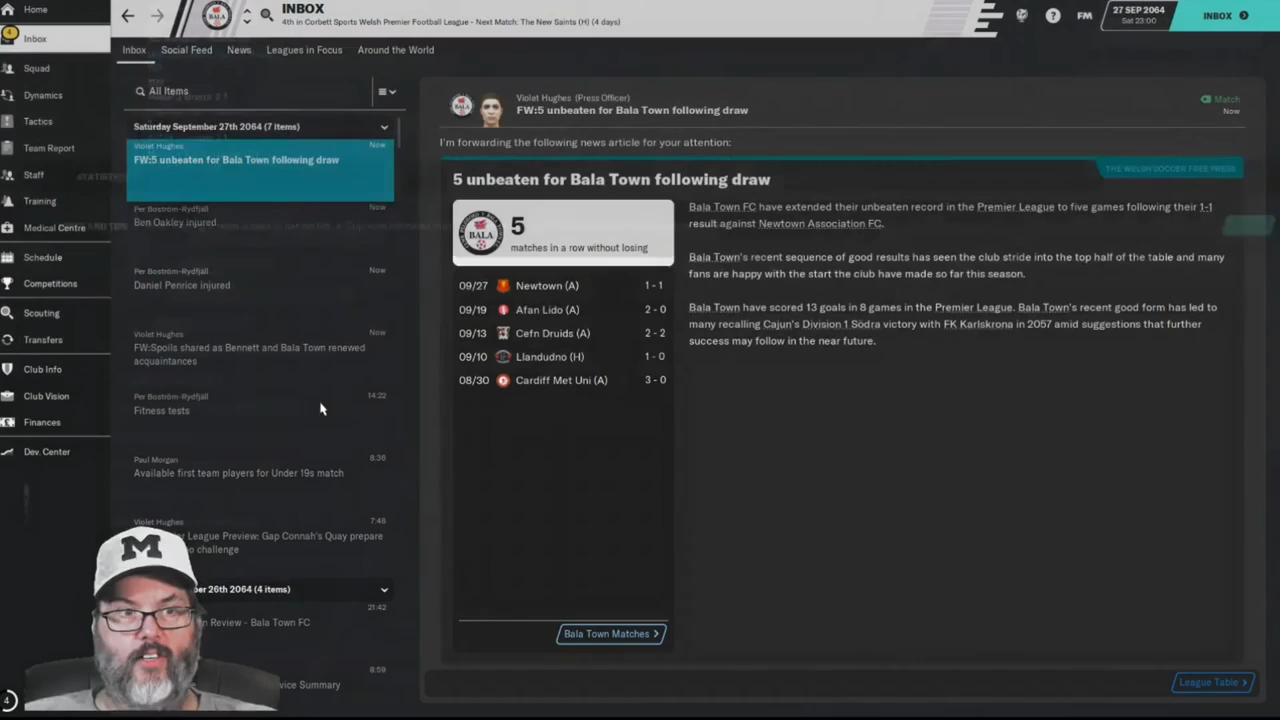 Home
INBOX
4th in Corbett Sports Welsh Premier Football League - Next Match: The New Saints (H) (4 days)
FM
27 SEP 2064
Sat 23:00
INBOX
4
Inbox
Squad
Dynamics
Tactics
Team Report
Staff
Training
Medical Centre
Schedule
Competitions
Scouting
Transfers
Club Info
Club Vision
Finances
Dev. Center
Inbox
Social Feed
News
Leagues in Focus
Around the World
All Items
Saturday September 27th 2064 (7 items)
Violet Hughes
Now
FW:5 unbeaten for Bala Town following draw
Per Boström-Rydfjäll
Now
Ben Oakley injured
Per Boström-Rydfjäll
Now
Daniel Penrice injured
Violet Hughes
Now
FW:Spoils shared as Bennett and Bala Town renewed
acquaintances
Per Boström-Rydfjäll
14:22
Fitness tests
Paul Morgan
8:36
Available first team players for Under 19s match
Violet Hughes
7:48
er League Preview: Gap Connah's Quay prepare
o challenge
ber 26th 2064 (4 items)
21:42
n Review - Bala Town FC
8:59
vice Summary
4
M
BALA
Violet Hughes (Press Officer)
FW:5 unbeaten for Bala Town following draw
Match
Now
I'm forwarding the following news article for your attention:
THE WELSH SOCCER FREE PRESS
5 unbeaten for Bala Town following draw
BALA
5
matches in a row without losing
09/27 Newtown (A) 1 - 1
09/19 Afan Lido (A) 2 - 0
09/13 Cefn Druids (A) 2 - 2
09/10 Llandudno (H) 1 - 0
08/30 Cardiff Met Uni (A) 3 - 0
Bala Town Matches
Bala Town FC have extended their unbeaten record in the Premier League to five games following their 1-1
result against Newtown Association FC.
Bala Town's recent sequence of good results has seen the club stride into the top half of the table and many
fans are happy with the start the club have made so far this season.
Bala Town have scored 13 goals in 8 games in the Premier League. Bala Town's recent good form has led to
many recalling Cajun's Division 1 Södra victory with FK Karlskrona in 2057 amid suggestions that further
success may follow in the near future.
League Table